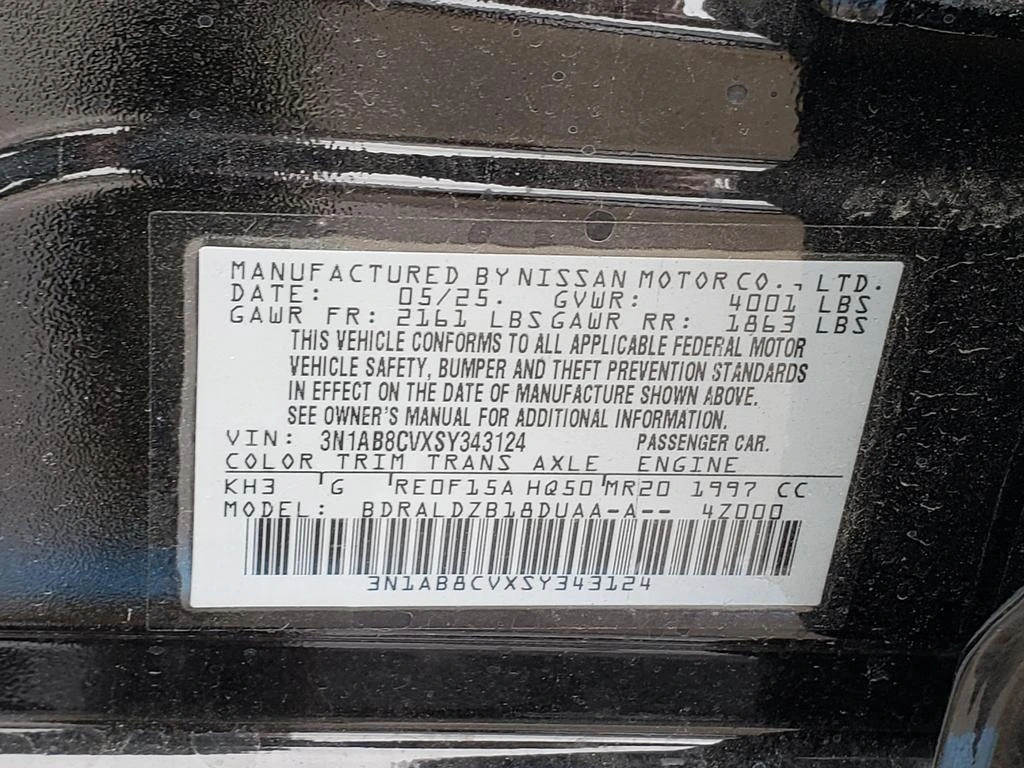 MANUFACTURED BY NISSAN MOTOR CO., LTD.
DATE: 05/25. GVWR: 4001 LBS
GAWR FR: 2161 LBS GAWR RR: 1863 LBS
THIS VEHICLE CONFORMS TO ALL APPLICABLE FEDERAL MOTOR
VEHICLE SAFETY, BUMPER AND THEFT PREVENTION STANDARDS
IN EFFECT ON THE DATE OF MANUFACTURE SHOWN ABOVE.
SEE OWNER'S MANUAL FOR ADDITIONAL INFORMATION.
VIN: 3N1AB8CVXSY343124 PASSENGER CAR.
COLOR TRIM TRANS AXLE ENGINE
KH3 G RE0F15A HQ50 MR20 1997 CC
MODEL: BDRALDZB18DUAA-A-- 4Z000
3N1AB8CVXSY343124